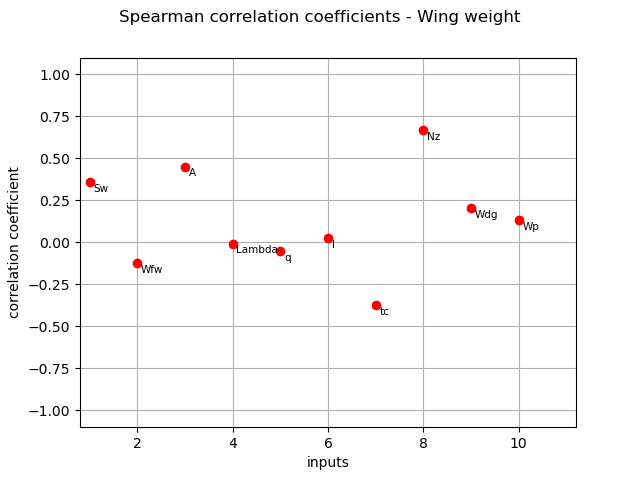 Spearman correlation coefficients - Wing weight
correlation coefficient
1.00
0.75
0.50
0.25
0.00
−0.25
−0.50
−0.75
−1.00
Sw
Wfw
A
Lambda
q
l
tc
Nz
Wdg
Wp
2 4 6 8 10
inputs